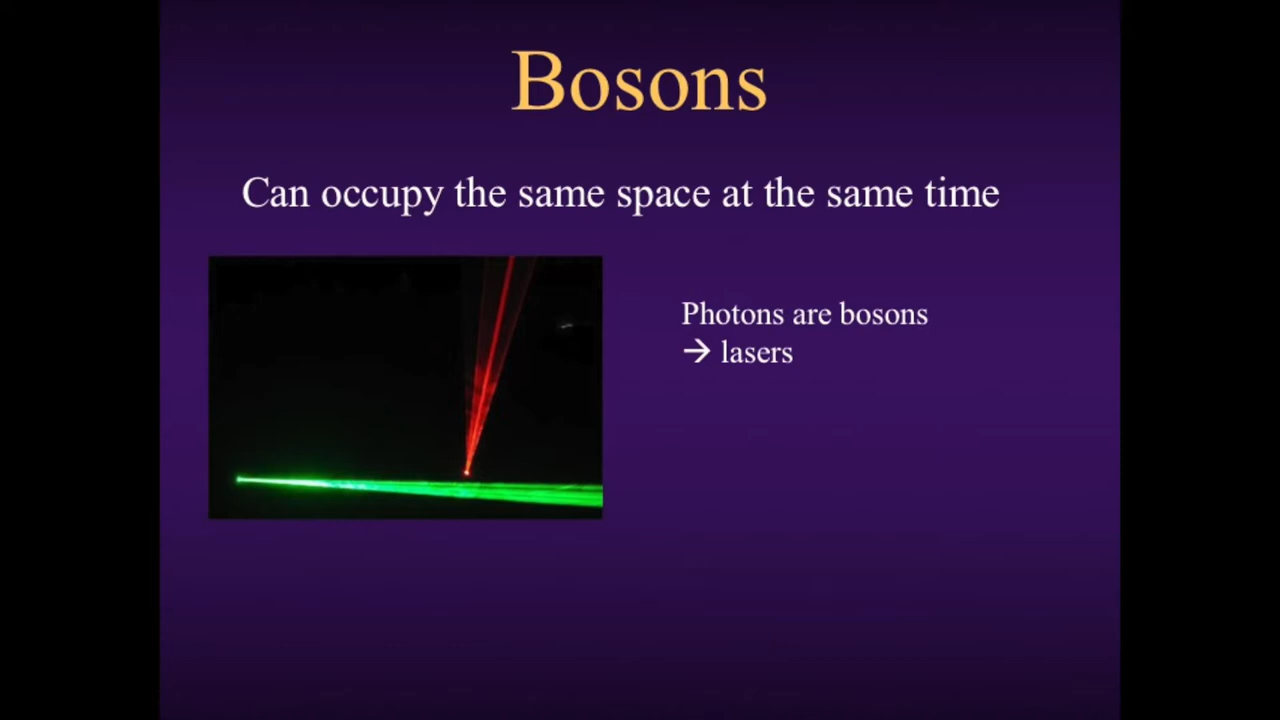 Bosons
Can occupy the same space at the same time
Photons are bosons
→ lasers